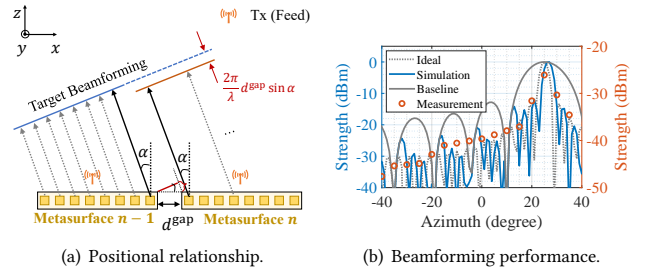 z
y
x
Tx (Feed)
Target Beamforming
2π/λ d^gap sin α
α
α
...
Metasurface n − 1
Metasurface n
d^gap
(a) Positional relationship.
Ideal
Simulation
Baseline
Measurement
Strength (dBm)
0
-10
-20
-30
-40
-20
-30
-40
-50
Strength (dBm)
-40 -20 0 20 40
Azimuth (degree)
(b) Beamforming performance.